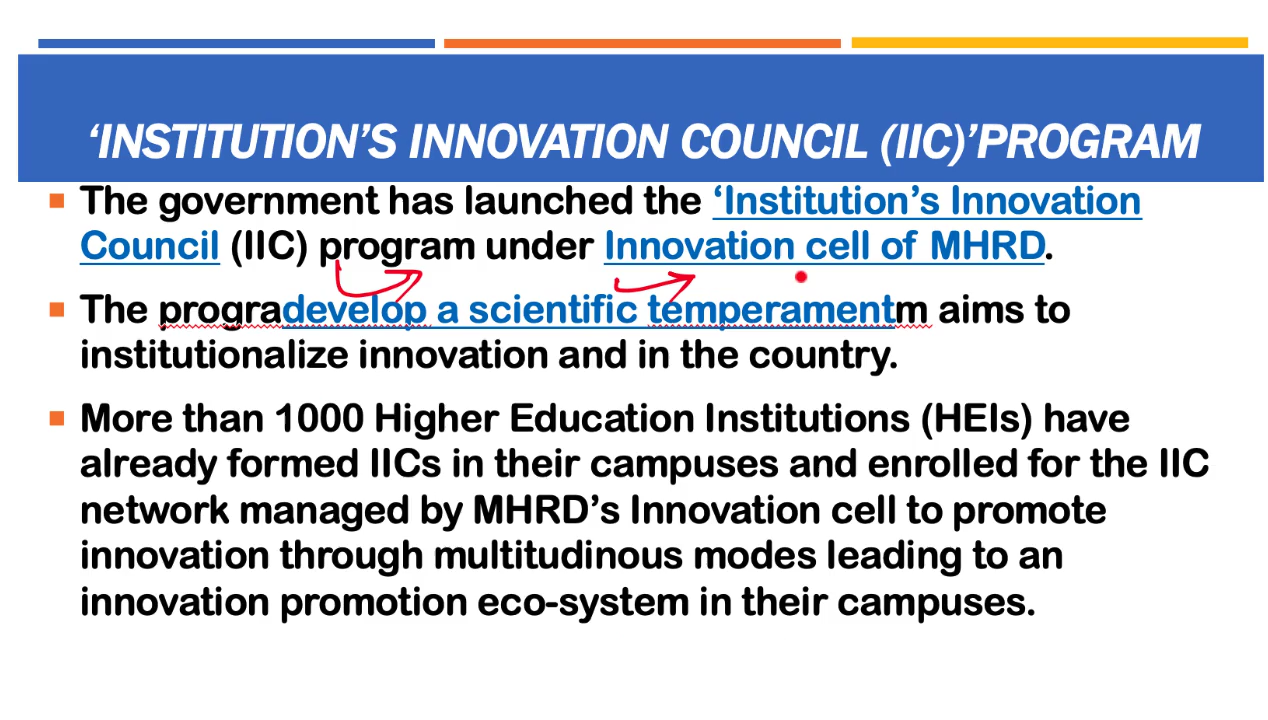 ‘INSTITUTION’S INNOVATION COUNCIL (IIC)’PROGRAM
The government has launched the ‘Institution’s Innovation
Council (IIC) program under Innovation cell of MHRD.
The progradevelop a scientific temperamentm aims to
institutionalize innovation and in the country.
More than 1000 Higher Education Institutions (HEIs) have
already formed IICs in their campuses and enrolled for the IIC
network managed by MHRD’s Innovation cell to promote
innovation through multitudinous modes leading to an
innovation promotion eco-system in their campuses.